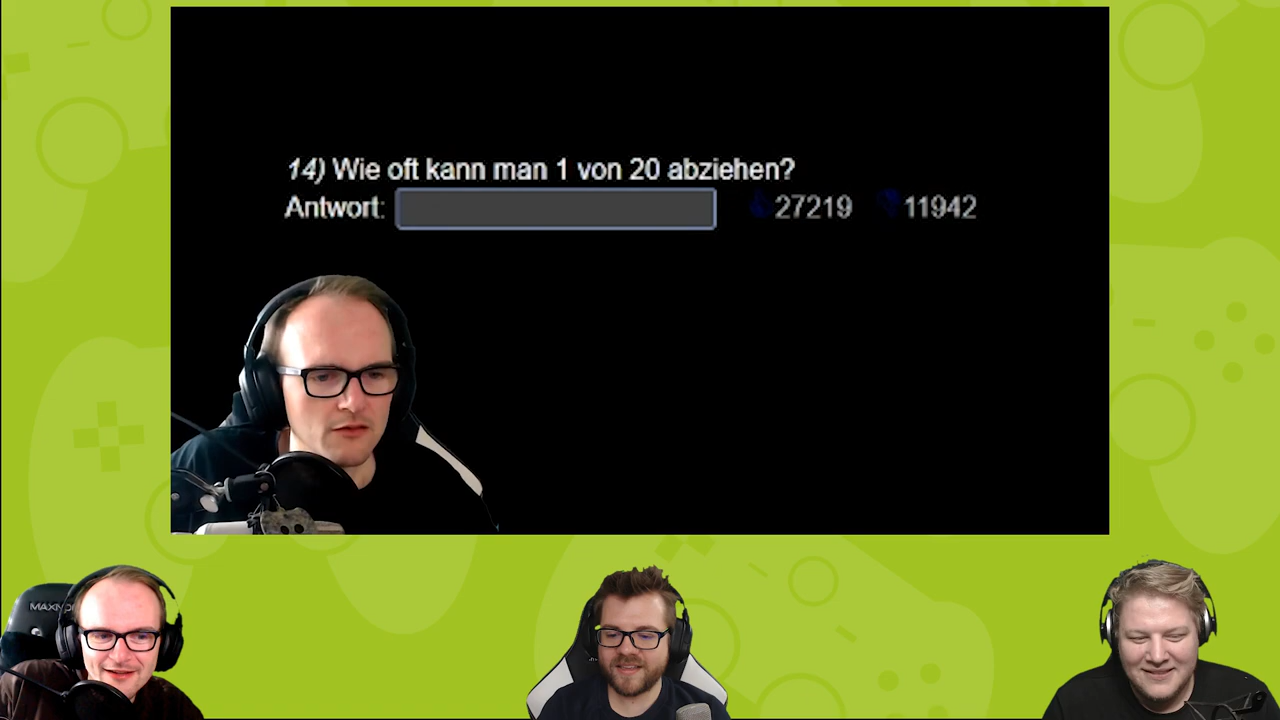 14) Wie oft kann man 1 von 20 abziehen?
Antwort: 27219 11942